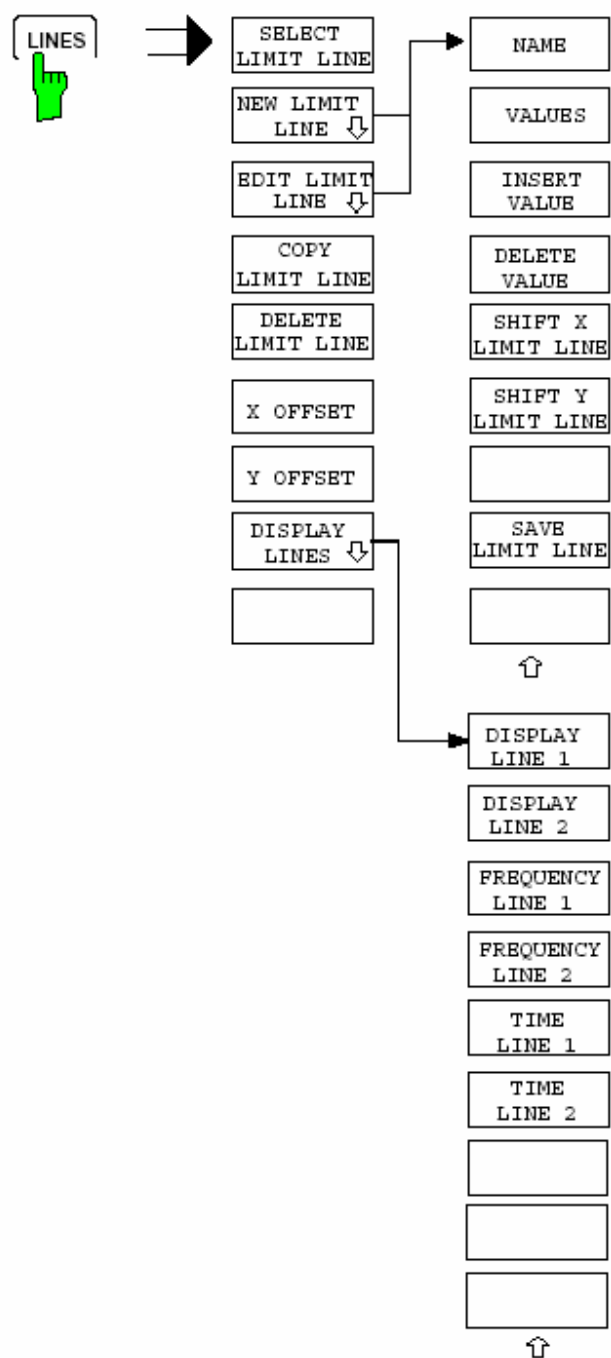 LINES
SELECT
LIMIT LINE
NEW LIMIT
LINE
EDIT LIMIT
LINE
COPY
LIMIT LINE
DELETE
LIMIT LINE
X OFFSET
Y OFFSET
DISPLAY
LINES
NAME
VALUES
INSERT
VALUE
DELETE
VALUE
SHIFT X
LIMIT LINE
SHIFT Y
LIMIT LINE
SAVE
LIMIT LINE
DISPLAY
LINE 1
DISPLAY
LINE 2
FREQUENCY
LINE 1
FREQUENCY
LINE 2
TIME
LINE 1
TIME
LINE 2